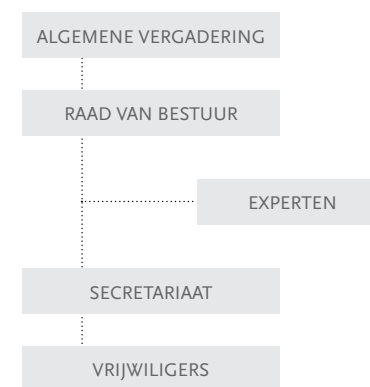 ALGEMENE VERGADERING
RAAD VAN BESTUUR
EXPERTEN
SECRETARIAAT
VRIJWILIGERS